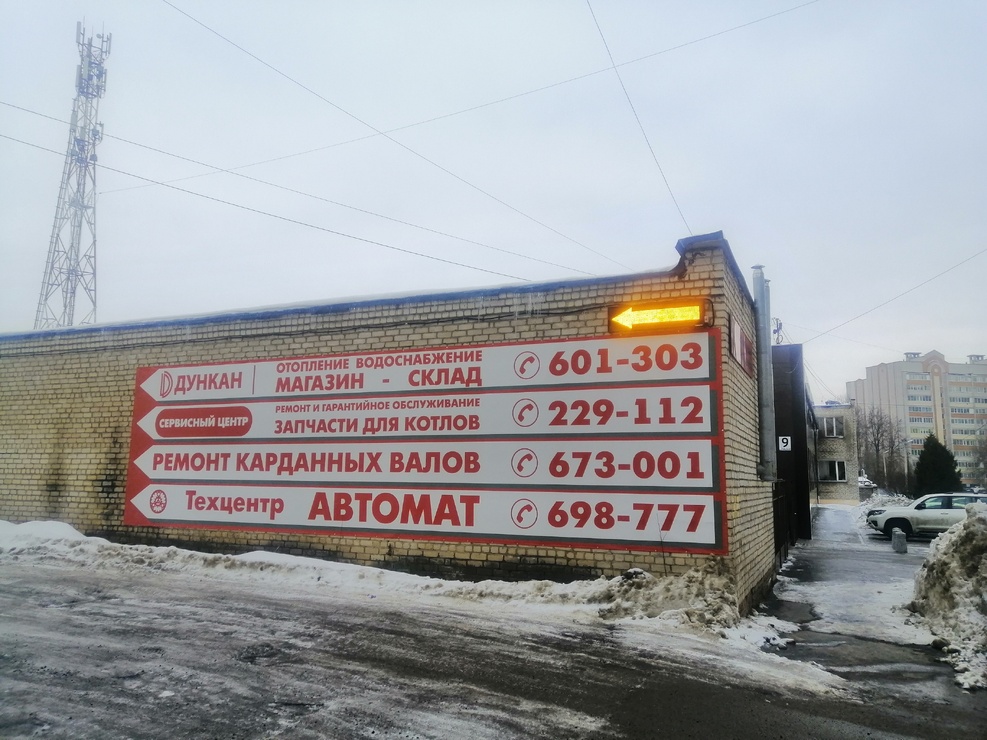 ДУНКАН
ОТОПЛЕНИЕ ВОДОСНАБЖЕНИЕ
МАГАЗИН - СКЛАД
601-303
СЕРВИСНЫЙ ЦЕНТР
РЕМОНТ И ГАРАНТИЙНОЕ ОБСЛУЖИВАНИЕ
ЗАПЧАСТИ ДЛЯ КОТЛОВ
229-112
РЕМОНТ КАРДАННЫХ ВАЛОВ
673-001
Техцентр АВТОМАТ
698-777
9